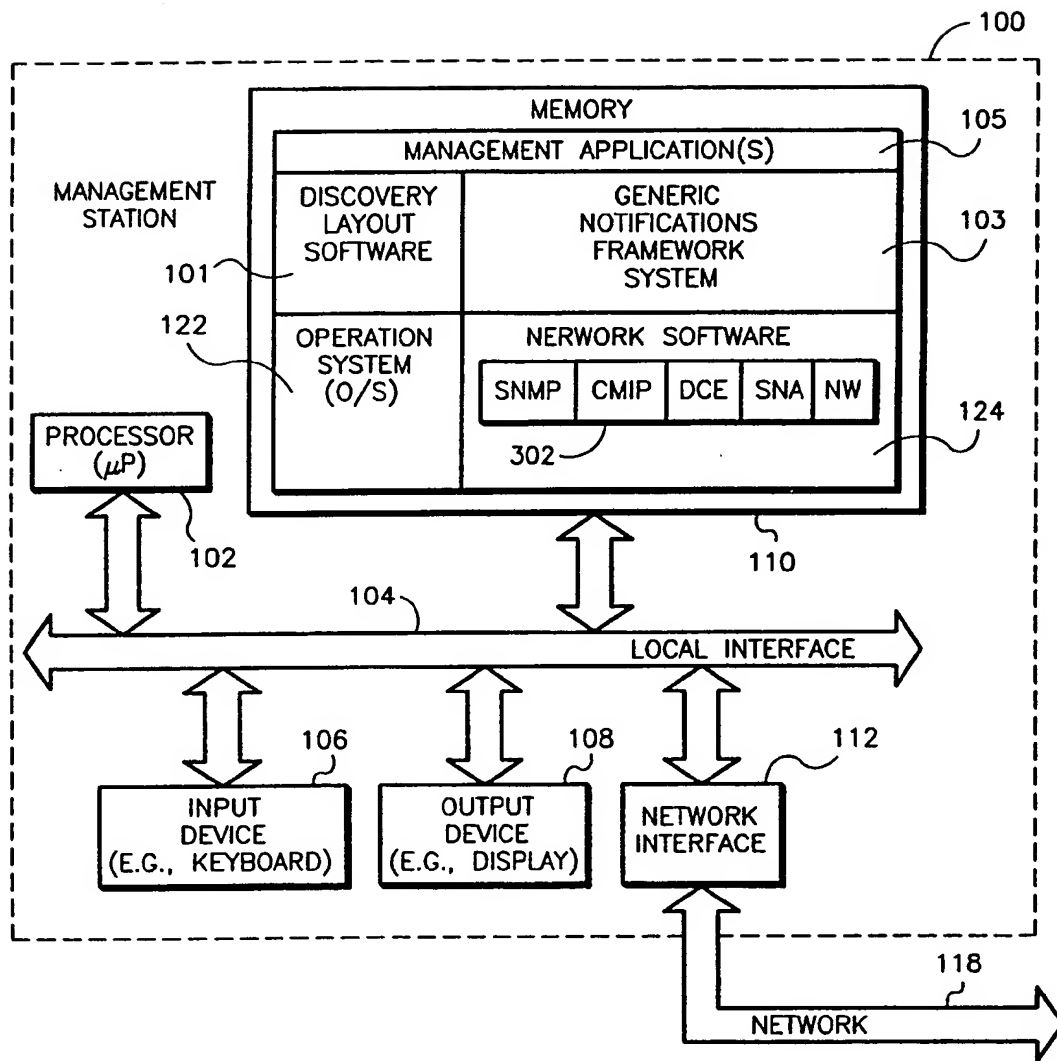 100
MEMORY
MANAGEMENT APPLICATION(S)
105
MANAGEMENT
STATION
DISCOVERY
LAYOUT
SOFTWARE
101
GENERIC
NOTIFICATIONS
FRAMEWORK
SYSTEM
103
122
OPERATION
SYSTEM
(O/S)
NERWORK SOFTWARE
SNMP CMIP DCE SNA NW
302
124
PROCESSOR
(µP)
102
110
104
LOCAL INTERFACE
106
INPUT
DEVICE
(E.G., KEYBOARD)
108
OUTPUT
DEVICE
(E.G., DISPLAY)
112
NETWORK
INTERFACE
118
NETWORK